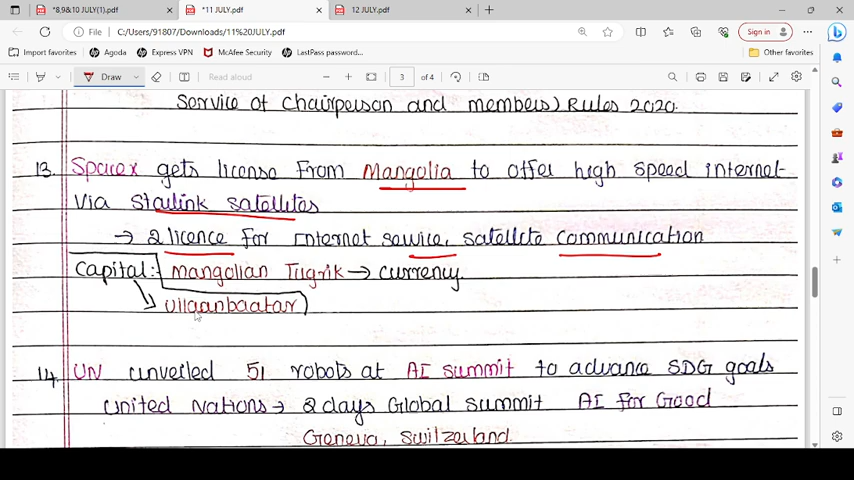 *8,9&10 JULY(1).pdf
*11 JULY.pdf
12 JULY.pdf
File
C:/Users/91807/Downloads/11%20JULY.pdf
Sign in
Import favorites
Agoda
Express VPN
McAfee Security
LastPass password...
Other favorites
Draw
Read aloud
3
of 4
Service of Chairperson and members) Rules 2020.
13. Spacex gets license from Mangolia to offer high speed internet
via Starlink satellites
→ 2 licence for Internet service, satellite communication
Capital:- Mangolian Tugrik → currency
Ulaanbaatar
14. UN unveiled 51 robots at AI summit to advance SDG goals
United Nations → 2 days Global Summit AI for Good
Geneva, Switzerland.